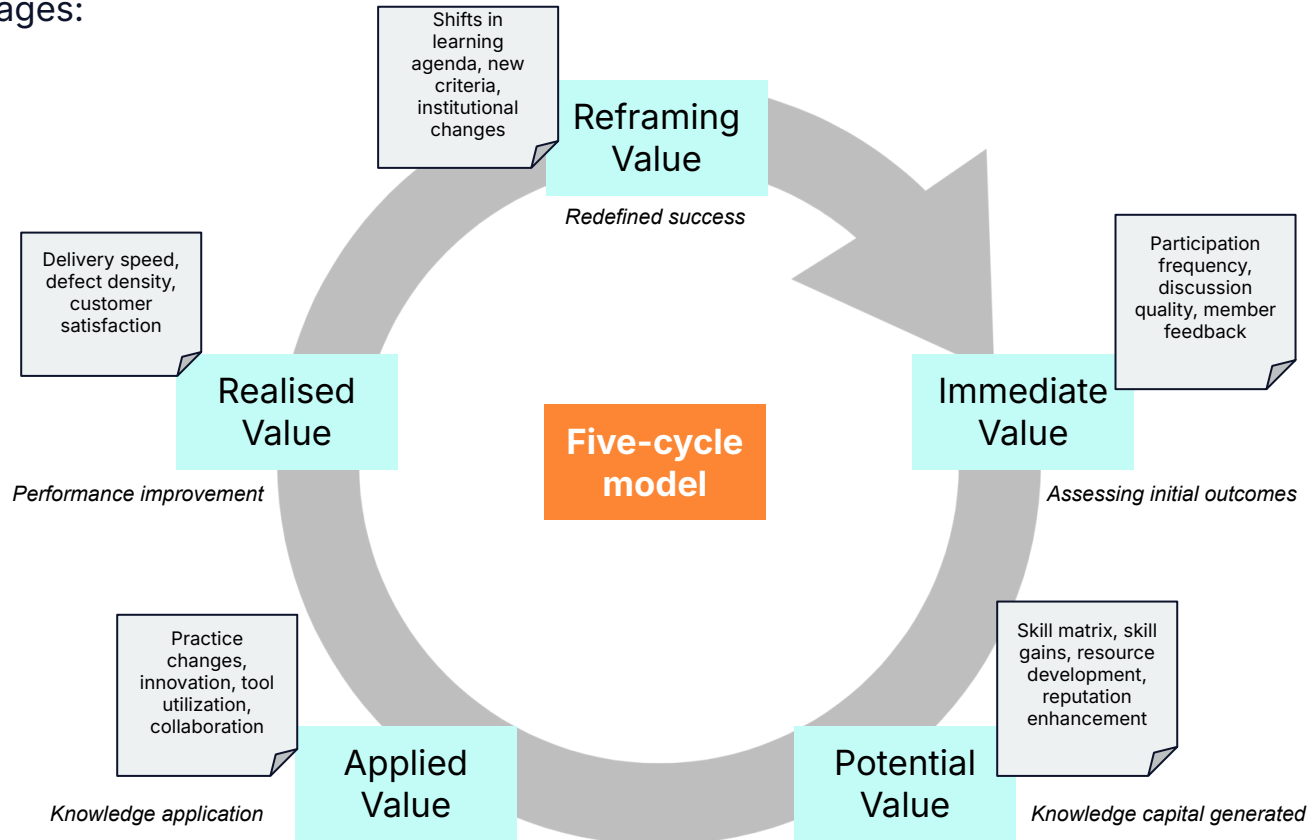 ages:
Shifts in
learning
agenda, new
criteria,
institutional
changes
Reframing
Value
Redefined success
Participation
frequency,
discussion
quality, member
feedback
Immediate
Value
Assessing initial outcomes
Delivery speed,
defect density,
customer
satisfaction
Realised
Value
Performance improvement
Five-cycle
model
Skill matrix, skill
gains, resource
development,
reputation
enhancement
Potential
Value
Knowledge capital generated
Practice
changes,
innovation, tool
utilization,
collaboration
Applied
Value
Knowledge application